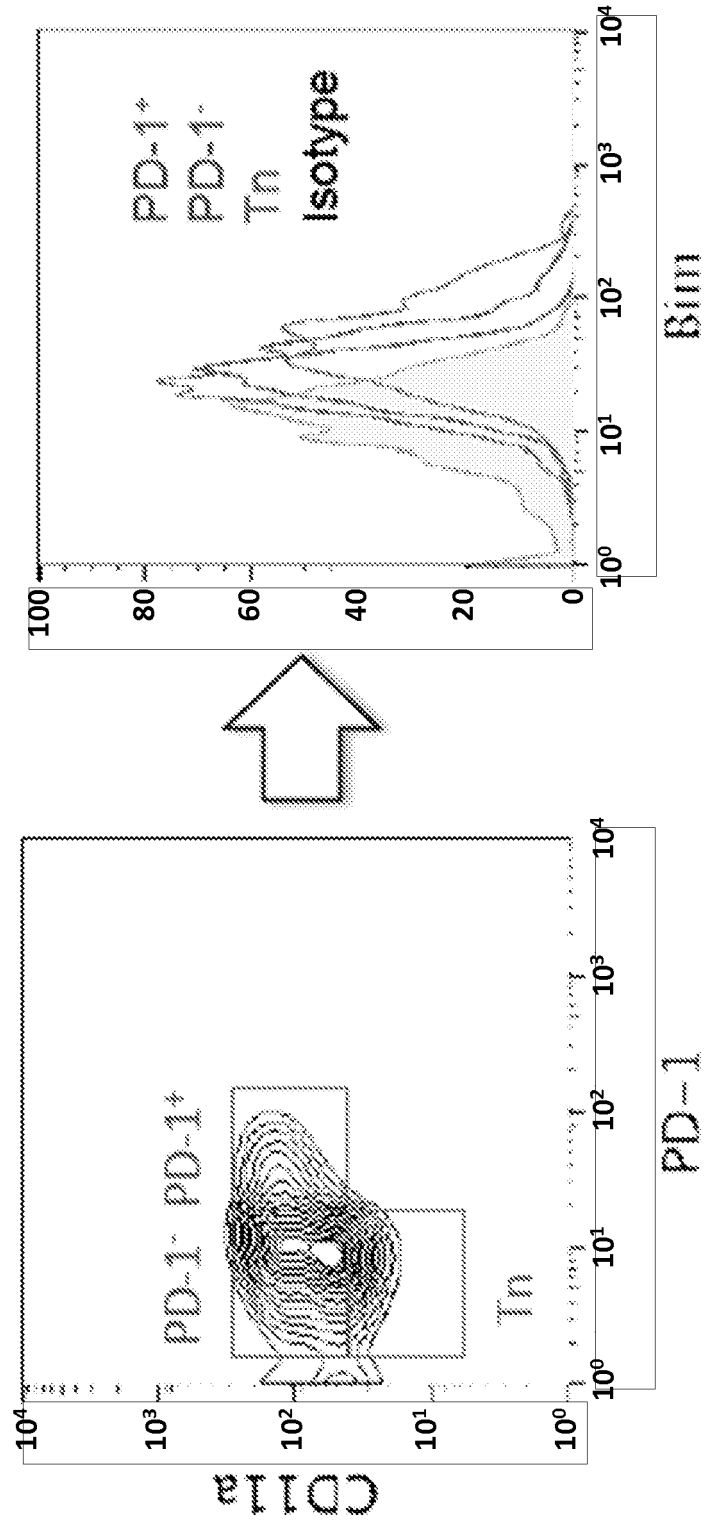 10⁴
10³
10²
10¹
10⁰
CD11a
PD-1⁻ PD-1⁺
Tn
10⁰ 10¹ 10² 10³ 10⁴
PD-1
100
80
60
40
20
0
PD-1⁺
PD-1⁻
Tn
Isotype
10⁰ 10¹ 10² 10³ 10⁴
Bim